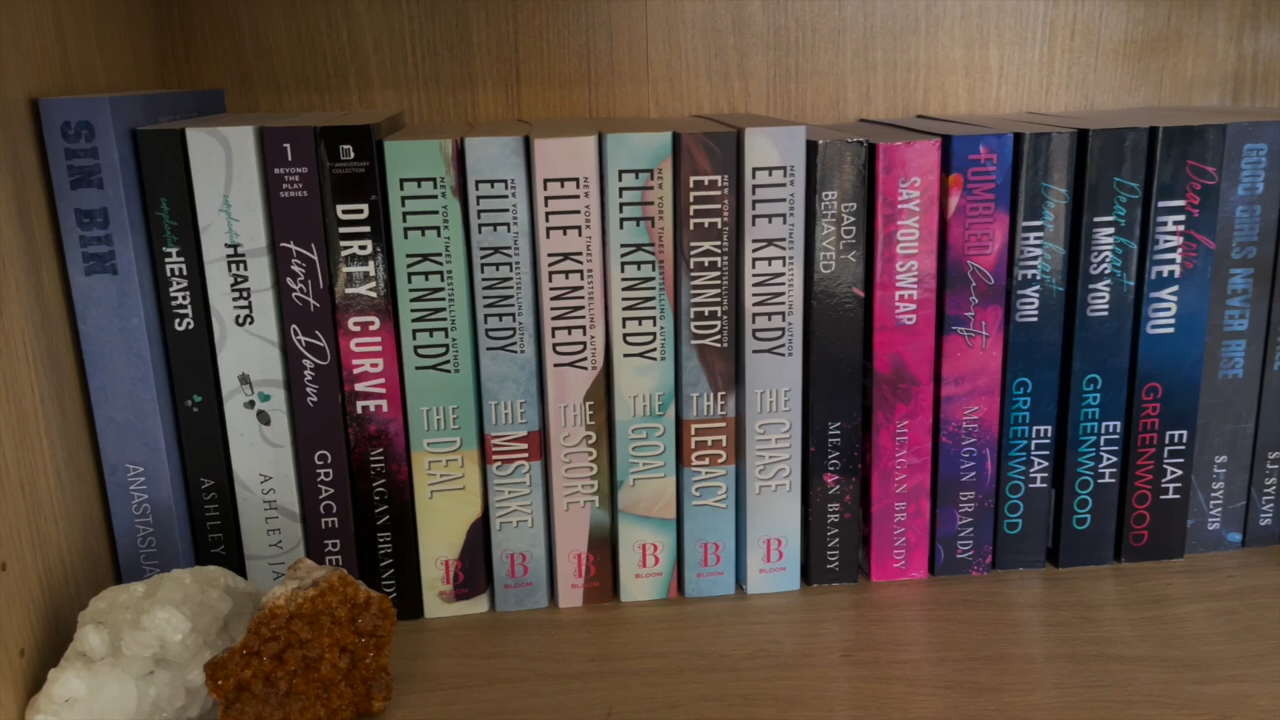 SIN BIN
ANASTASIJA
HEARTS
ASHLEY
HEARTS
ASHLEY JA
1
BEYOND
THE
PLAY
SERIES
First Down
GRACE RE
ANNIVERSARY
COLLECTION
DIRTY CURVE
MEAGAN BRANDY
NEW YORK TIMES BESTSELLING AUTHOR
ELLE KENNEDY
THE DEAL
B
BLOOM
NEW YORK TIMES BESTSELLING AUTHOR
ELLE KENNEDY
THE MISTAKE
B
BLOOM
NEW YORK TIMES BESTSELLING AUTHOR
ELLE KENNEDY
THE SCORE
B
BLOOM
NEW YORK TIMES BESTSELLING AUTHOR
ELLE KENNEDY
THE GOAL
B
BLOOM
NEW YORK TIMES BESTSELLING AUTHOR
ELLE KENNEDY
THE LEGACY
B
BLOOM
NEW YORK TIMES BESTSELLING AUTHOR
ELLE KENNEDY
THE CHASE
B
BLOOM
BADLY
BEHAVED
MEAGAN BRANDY
SAY YOU SWEAR
MEAGAN BRANDY
FUMBLED heart
MEAGAN BRANDY
Dear heart
I HATE YOU
ELIAH
GREENWOOD
Dear heart
I MISS YOU
ELIAH
GREENWOOD
Dear love
I HATE YOU
ELIAH
GREENWOOD
GOOD GIRLS NEVER RISE
S.J. SYLVIS
S.J. SYLVIS